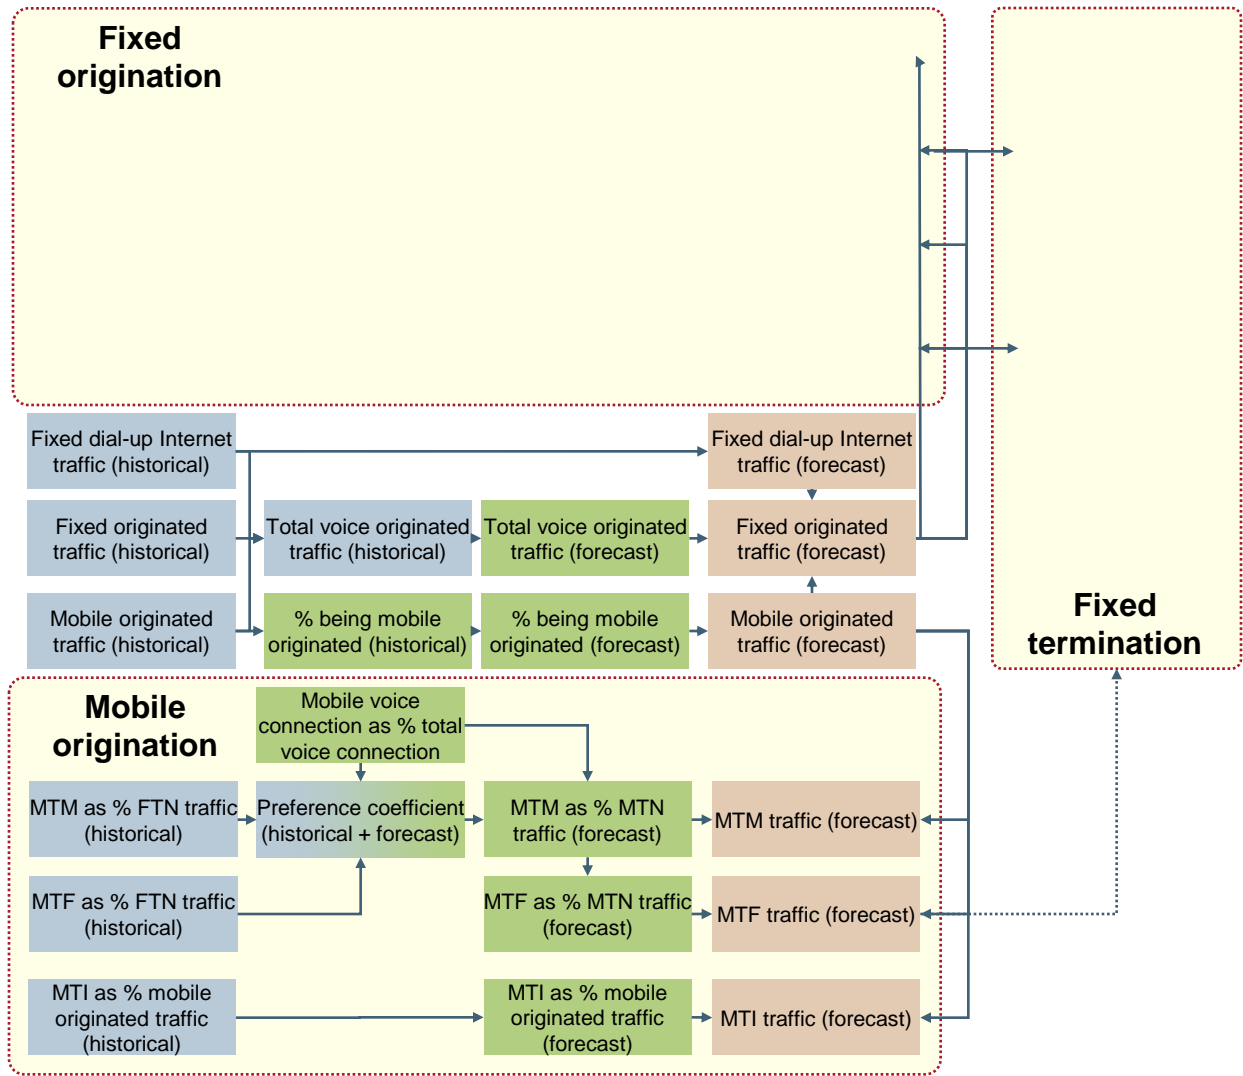 Fixed
origination
Fixed dial-up Internet
traffic (historical)
Fixed dial-up Internet
traffic (forecast)
Fixed originated
traffic (historical)
Total voice originated
traffic (historical)
Total voice originated
traffic (forecast)
Fixed originated
traffic (forecast)
Mobile originated
traffic (historical)
% being mobile
originated (historical)
% being mobile
originated (forecast)
Mobile originated
traffic (forecast)
Fixed
termination
Mobile
origination
Mobile voice
connection as % total
voice connection
MTM as % FTN traffic
(historical)
Preference coefficient
(historical + forecast)
MTM as % MTN
traffic (forecast)
MTM traffic (forecast)
MTF as % FTN traffic
(historical)
MTF as % MTN traffic
(forecast)
MTF traffic (forecast)
MTI as % mobile
originated traffic
(historical)
MTI as % mobile
originated traffic
(forecast)
MTI traffic (forecast)